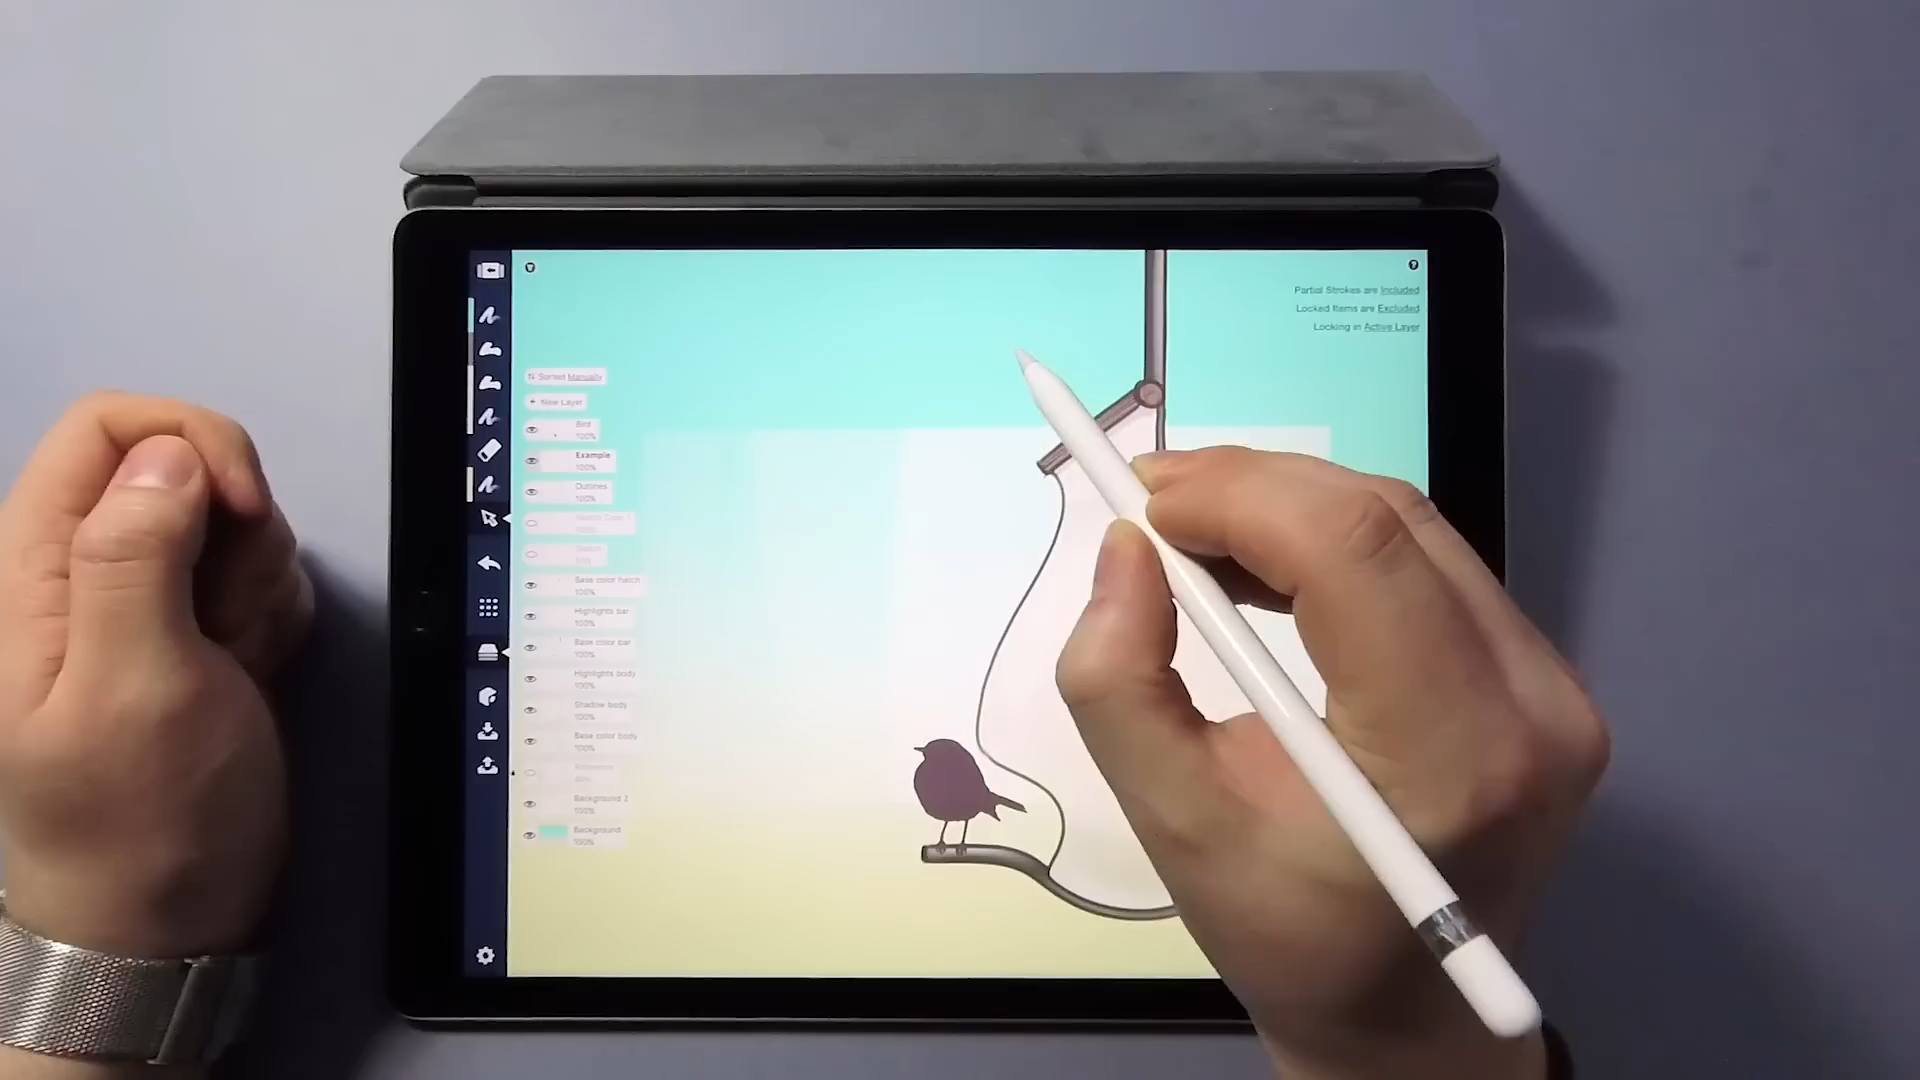 Partial Strokes are Included
Locked Items are Excluded
Locking in Active Layer
Sorted Manually
+ New Layer
Bird
100%
Example
100%
Outlines
100%
Sketch
Base color hatch
100%
Highlights bar
100%
Base color bar
100%
Highlights body
100%
Shadow body
100%
Base color body
100%
Reference
Background 2
100%
Background
100%